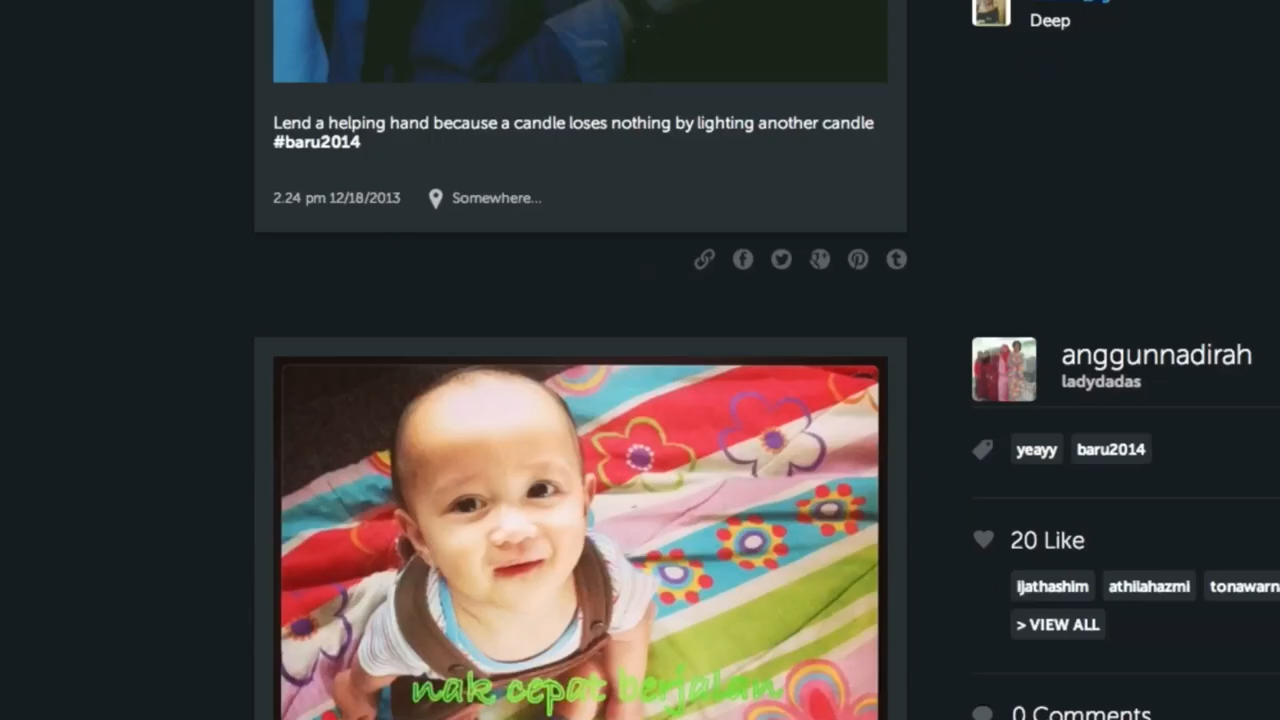 Deep
Lend a helping hand because a candle loses nothing by lighting another candle
#baru2014
2.24 pm 12/18/2013
Somewhere...
anggunnadirah
ladydadas
yeayy
baru2014
20 Like
ijathashim
athilahazmi
tonawarn
> VIEW ALL
nak cepat berjalan
0 Comments